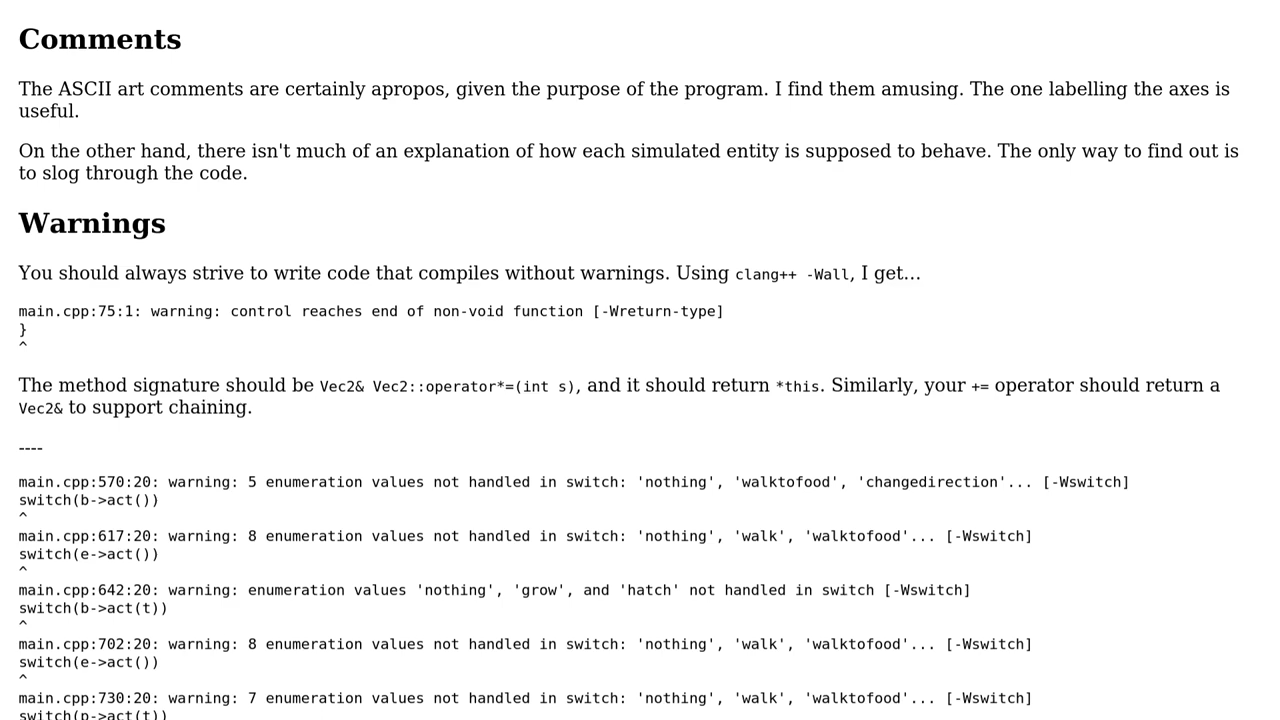 Comments
The ASCII art comments are certainly apropos, given the purpose of the program. I find them amusing. The one labelling the axes is
useful.
On the other hand, there isn't much of an explanation of how each simulated entity is supposed to behave. The only way to find out is
to slog through the code.
Warnings
You should always strive to write code that compiles without warnings. Using clang++ -Wall, I get…
main.cpp:75:1: warning: control reaches end of non-void function [-Wreturn-type]
}
^
The method signature should be Vec2& Vec2::operator*=(int s), and it should return *this. Similarly, your += operator should return a
Vec2& to support chaining.
----
main.cpp:570:20: warning: 5 enumeration values not handled in switch: 'nothing', 'walktofood', 'changedirection'... [-Wswitch]
switch(b->act())
^
main.cpp:617:20: warning: 8 enumeration values not handled in switch: 'nothing', 'walk', 'walktofood'... [-Wswitch]
switch(e->act())
^
main.cpp:642:20: warning: enumeration values 'nothing', 'grow', and 'hatch' not handled in switch [-Wswitch]
switch(b->act(t))
^
main.cpp:702:20: warning: 8 enumeration values not handled in switch: 'nothing', 'walk', 'walktofood'... [-Wswitch]
switch(e->act())
^
main.cpp:730:20: warning: 7 enumeration values not handled in switch: 'nothing', 'walk', 'walktofood'... [-Wswitch]
switch(p->act(t))